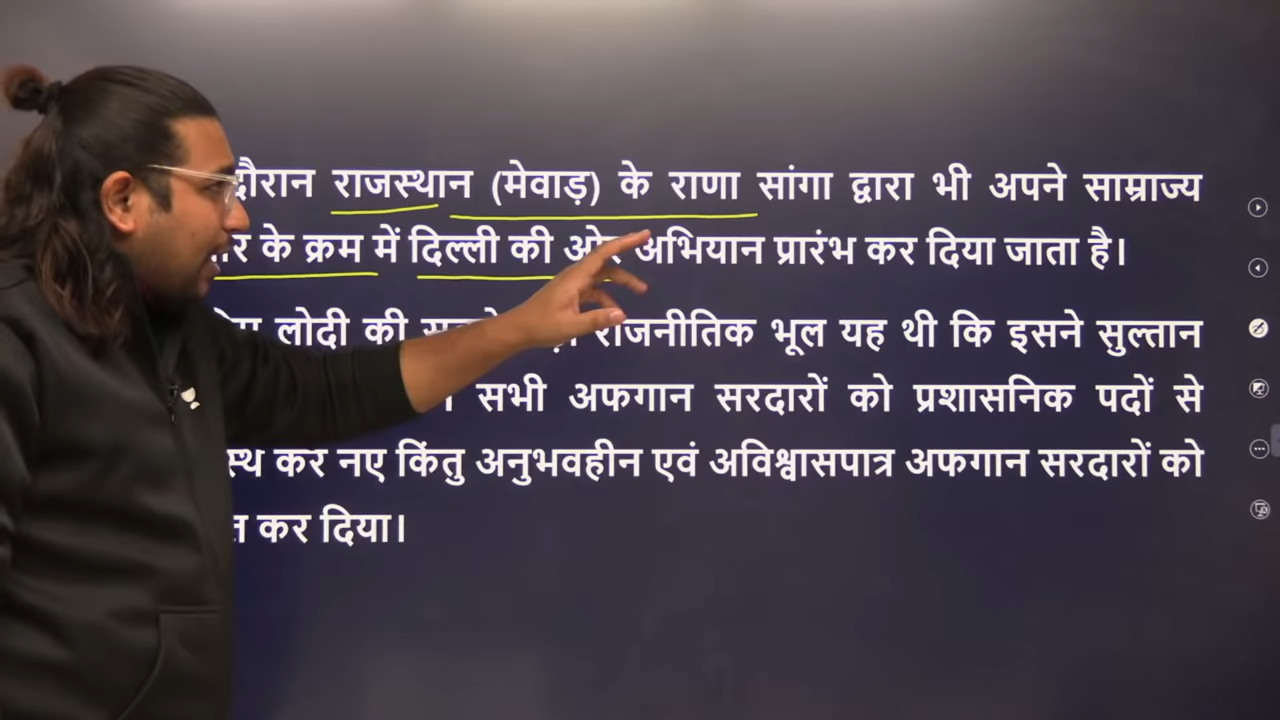 दौरान राजस्थान (मेवाड़) के राणा सांगा द्वारा भी अपने साम्राज्य
के क्रम में दिल्ली की ओर अभियान प्रारंभ कर दिया जाता है।
लोदी की राजनीतिक भूल यह थी कि इसने सुल्तान
सभी अफगान सरदारों को प्रशासनिक पदों से
कर नए किंतु अनुभवहीन एवं अविश्वासपात्र अफगान सरदारों को
कर दिया।